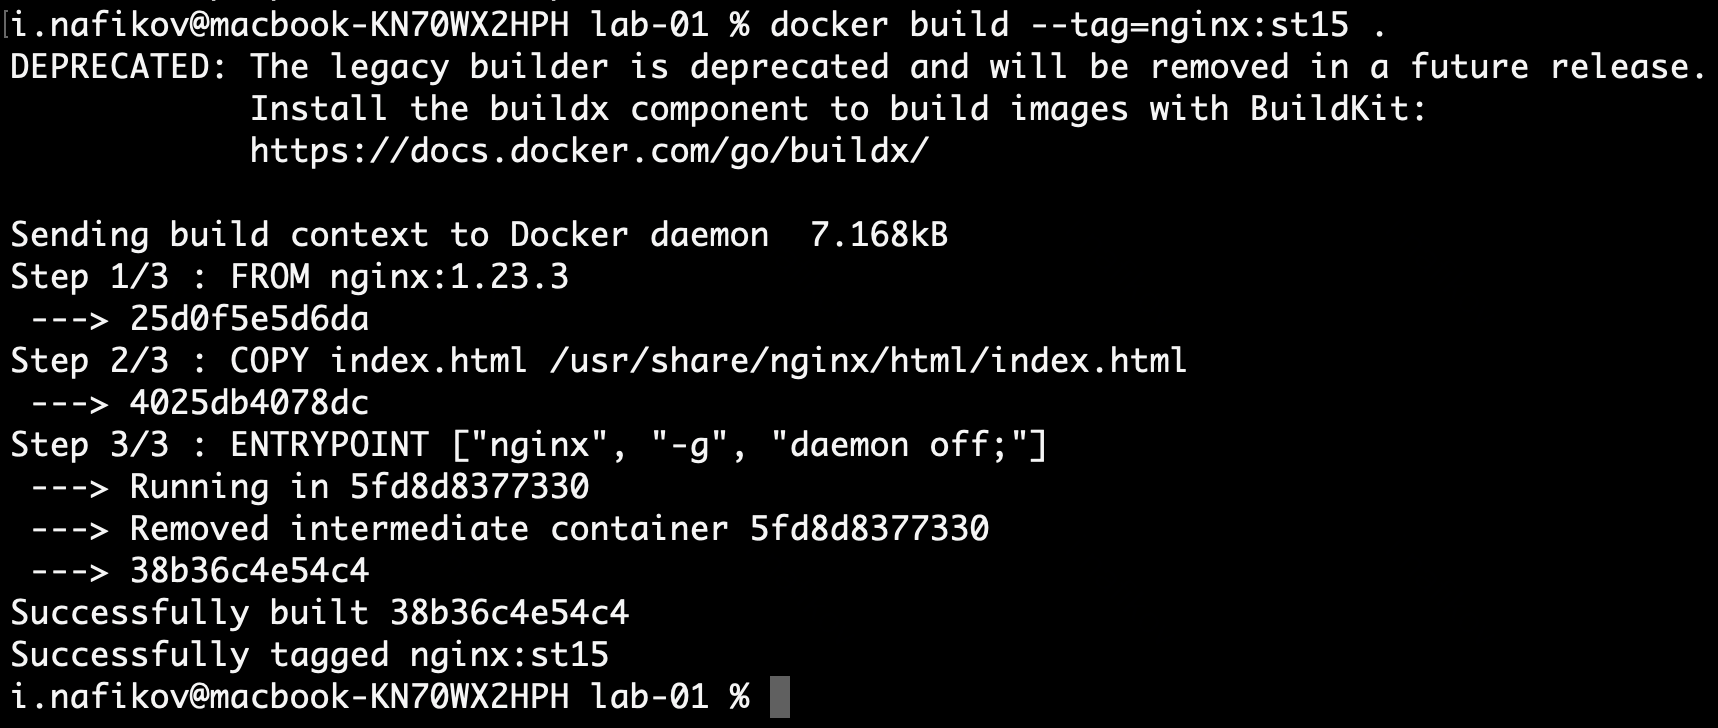 i.nafikov@macbook-KN70WX2HPH lab-01 % docker build --tag=nginx:st15 .
DEPRECATED: The legacy builder is deprecated and will be removed in a future release.
            Install the buildx component to build images with BuildKit:
            https://docs.docker.com/go/buildx/

Sending build context to Docker daemon  7.168kB
Step 1/3 : FROM nginx:1.23.3
 ---> 25d0f5e5d6da
Step 2/3 : COPY index.html /usr/share/nginx/html/index.html
 ---> 4025db4078dc
Step 3/3 : ENTRYPOINT ["nginx", "-g", "daemon off;"]
 ---> Running in 5fd8d8377330
 ---> Removed intermediate container 5fd8d8377330
 ---> 38b36c4e54c4
Successfully built 38b36c4e54c4
Successfully tagged nginx:st15
i.nafikov@macbook-KN70WX2HPH lab-01 %